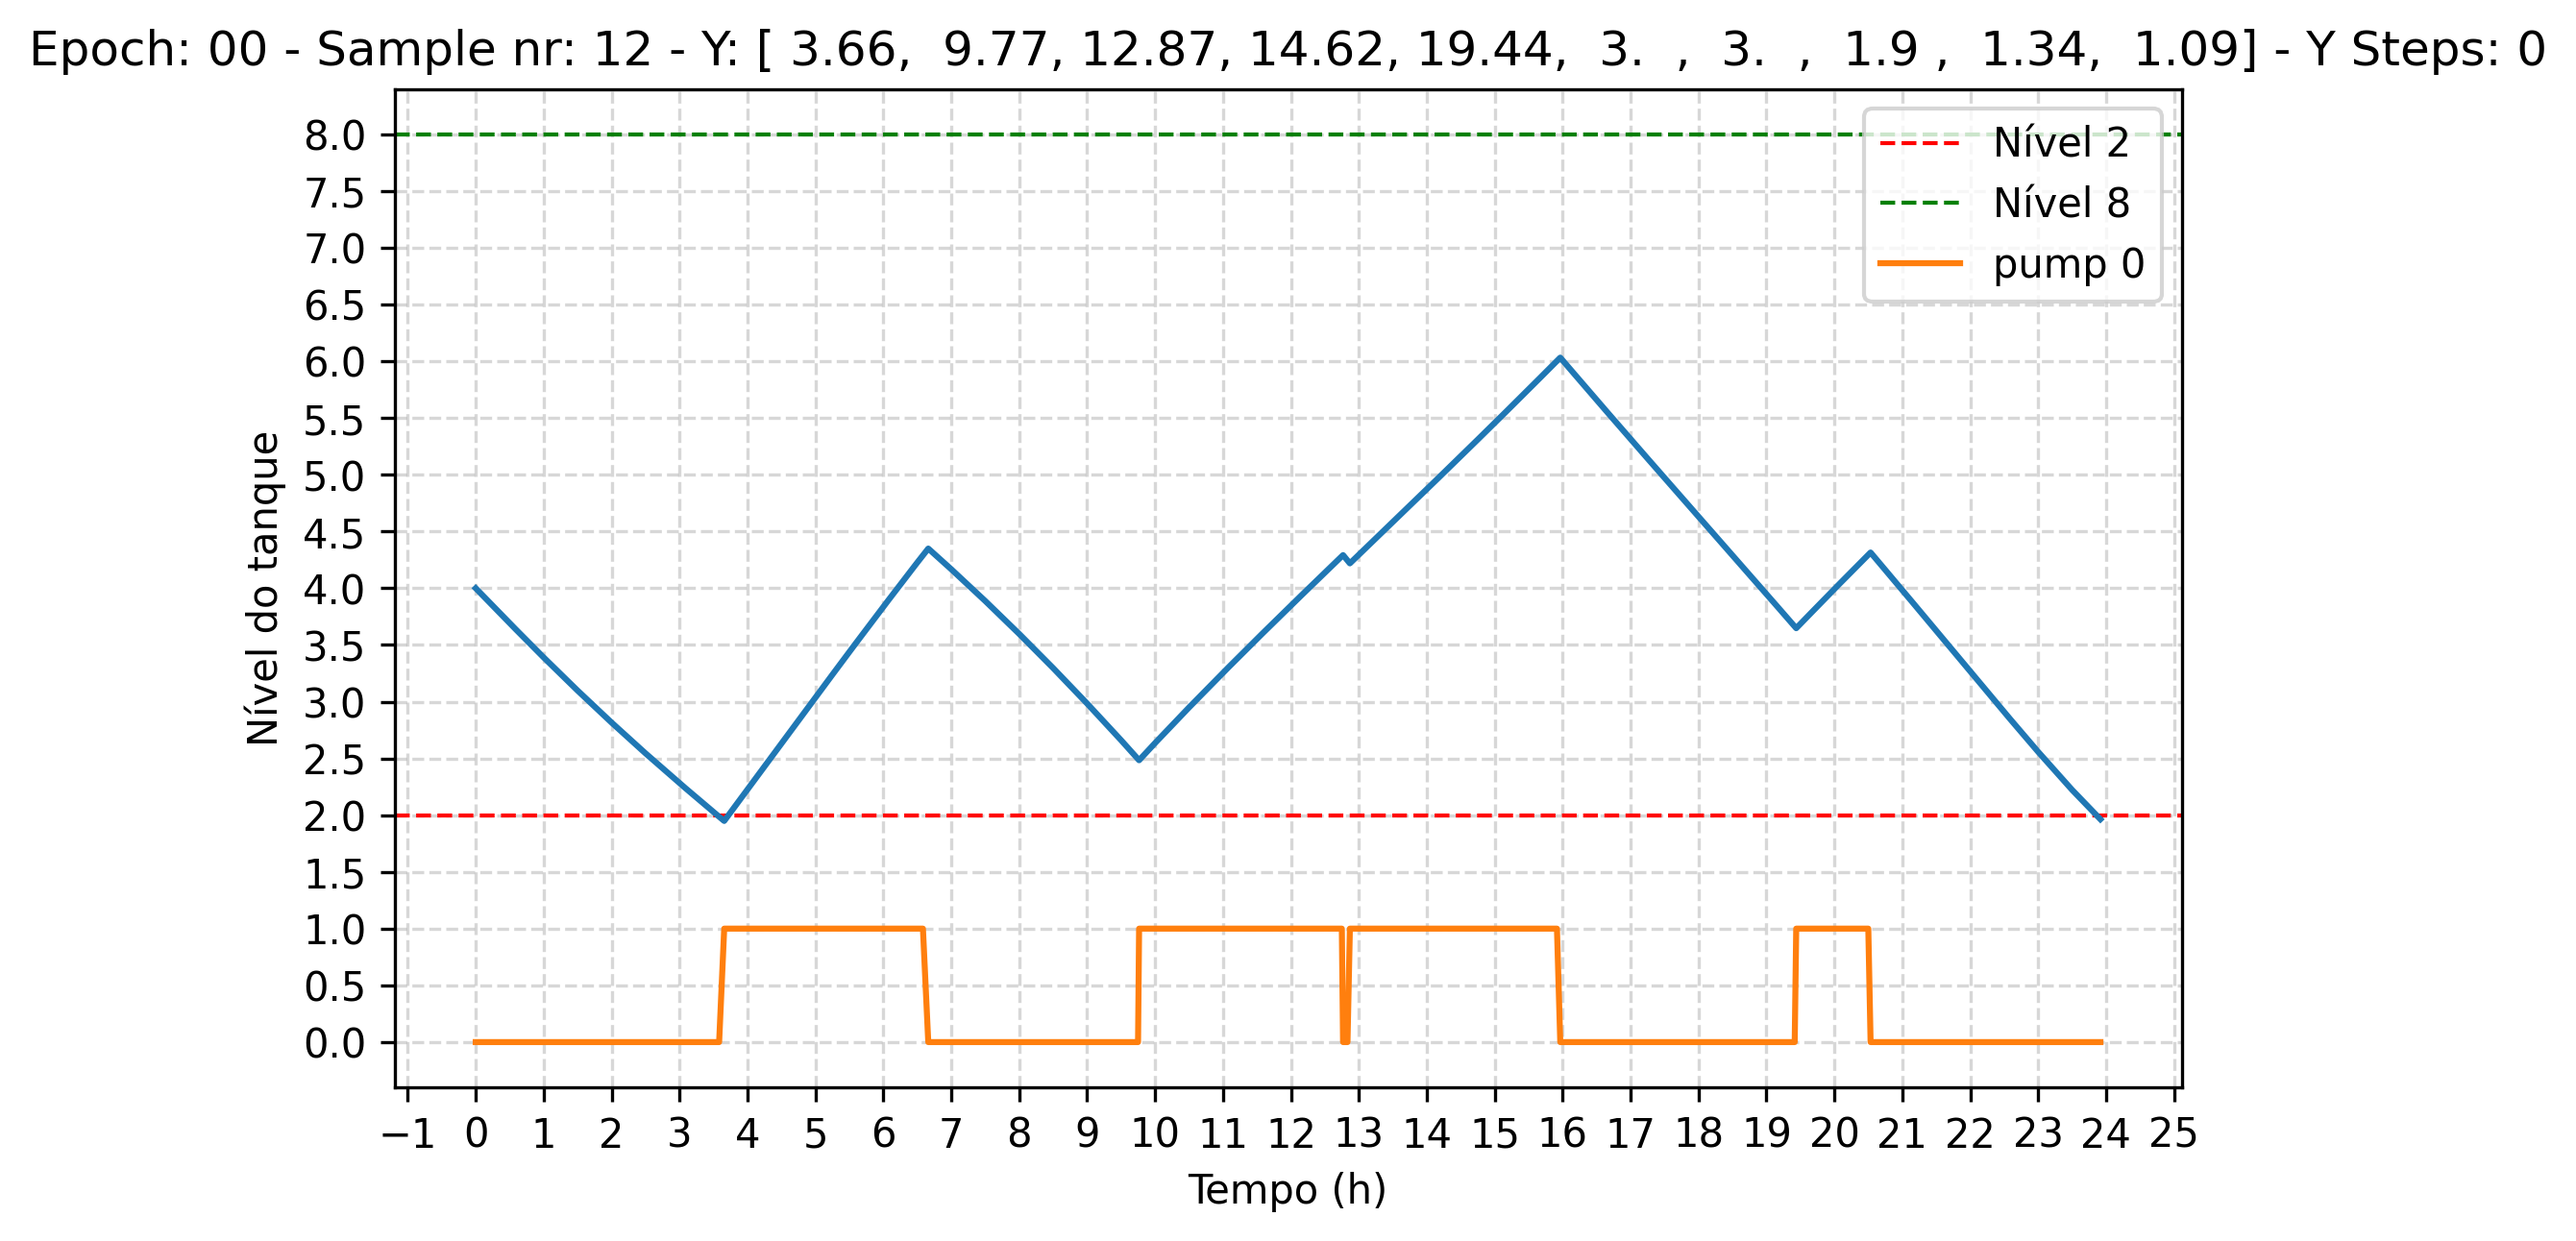 Epoch: 00 - Sample nr: 12 - Y: [ 3.66,  9.77, 12.87, 14.62, 19.44,  3.  ,  3.  ,  1.9 ,  1.34,  1.09] - Y Steps: 0
Nível 2
Nível 8
pump 0
Nível do tanque
8.0
7.5
7.0
6.5
6.0
5.5
5.0
4.5
4.0
3.5
3.0
2.5
2.0
1.5
1.0
0.5
0.0
−1 0 1 2 3 4 5 6 7 8 9 10 11 12 13 14 15 16 17 18 19 20 21 22 23 24 25
Tempo (h)